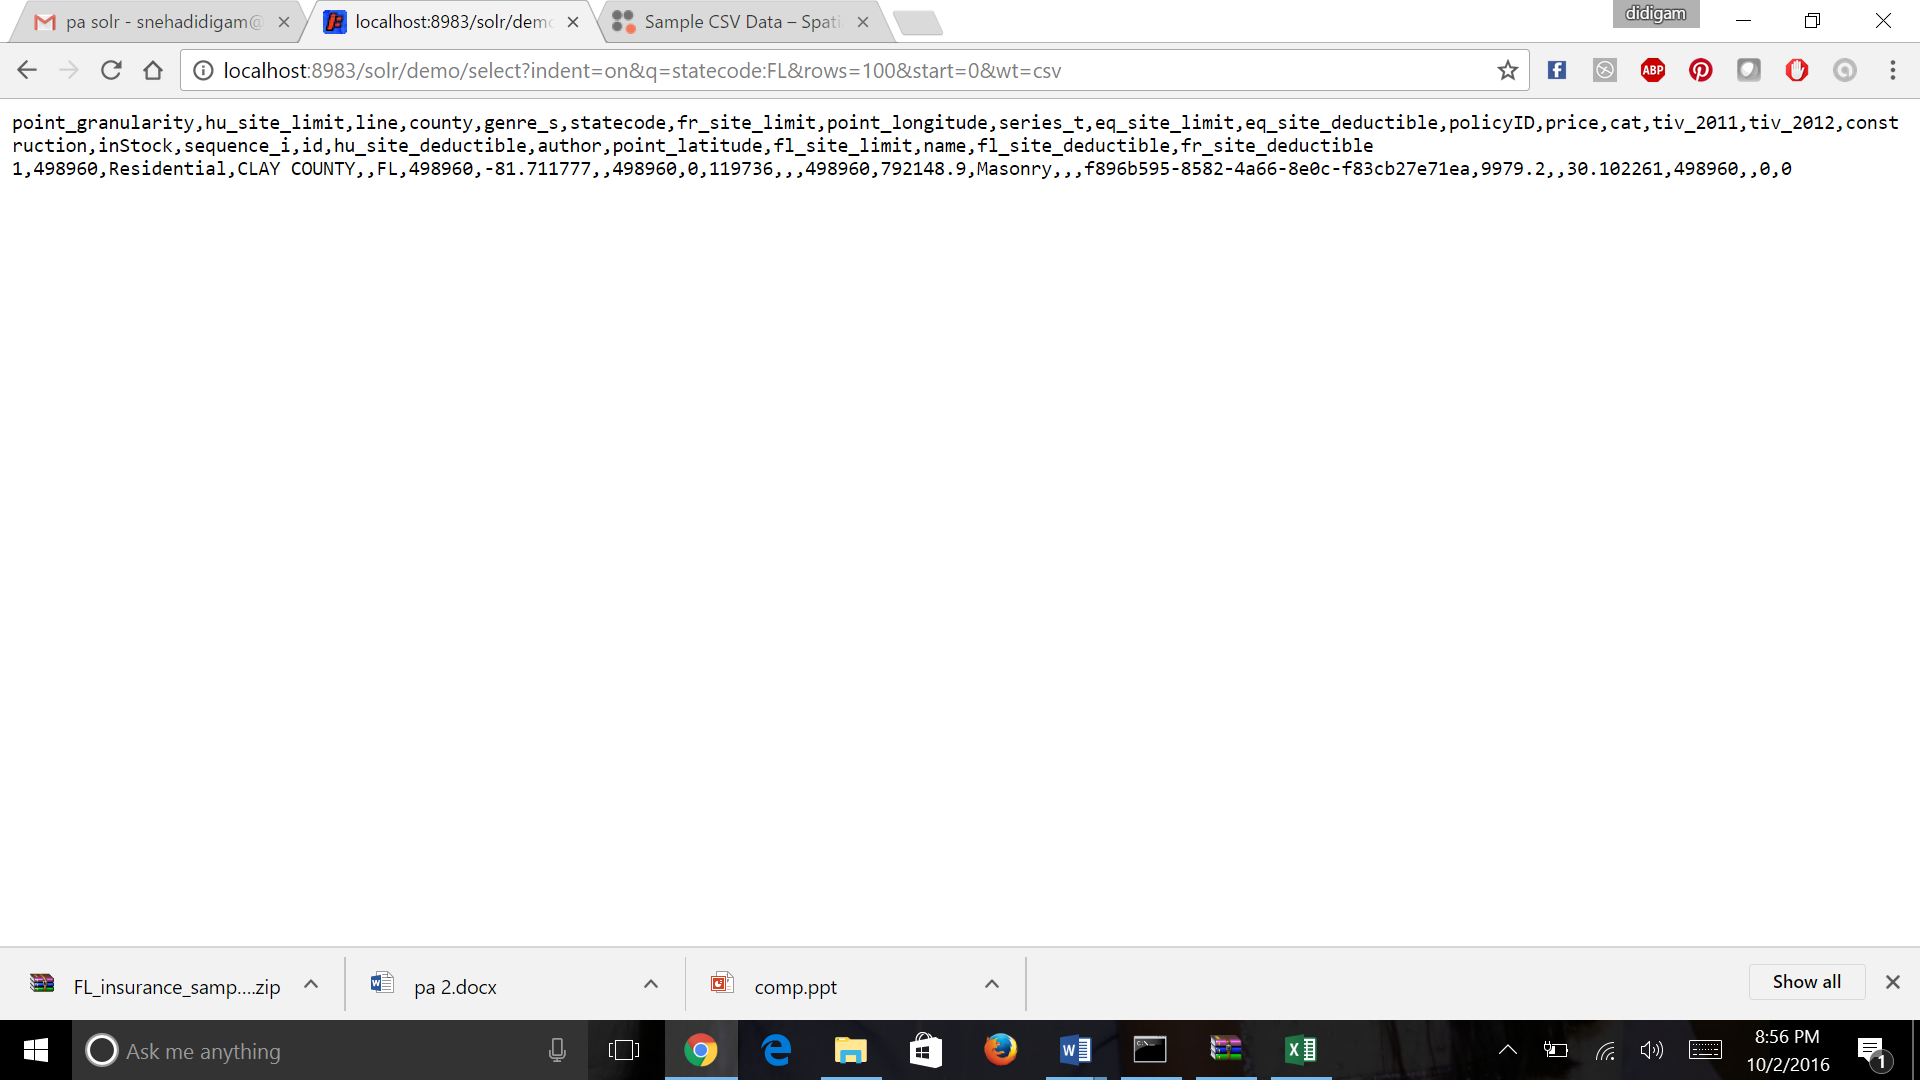 pa solr - snehadidigam@
localhost:8983/solr/demo
Sample CSV Data – Spati
didigam
localhost:8983/solr/demo/select?indent=on&q=statecode:FL&rows=100&start=0&wt=csv
ABP
point_granularity,hu_site_limit,line,county,genre_s,statecode,fr_site_limit,point_longitude,series_t,eq_site_limit,eq_site_deductible,policyID,price,cat,tiv_2011,tiv_2012,const
ruction,inStock,sequence_i,id,hu_site_deductible,author,point_latitude,fl_site_limit,name,fl_site_deductible,fr_site_deductible
1,498960,Residential,CLAY COUNTY,,FL,498960,-81.711777,,498960,0,119736,,,498960,792148.9,Masonry,,,f896b595-8582-4a66-8e0c-f83cb27e71ea,9979.2,,30.102261,498960,,0,0
FL_insurance_samp....zip
pa 2.docx
comp.ppt
Show all
Ask me anything
8:56 PM
10/2/2016
1